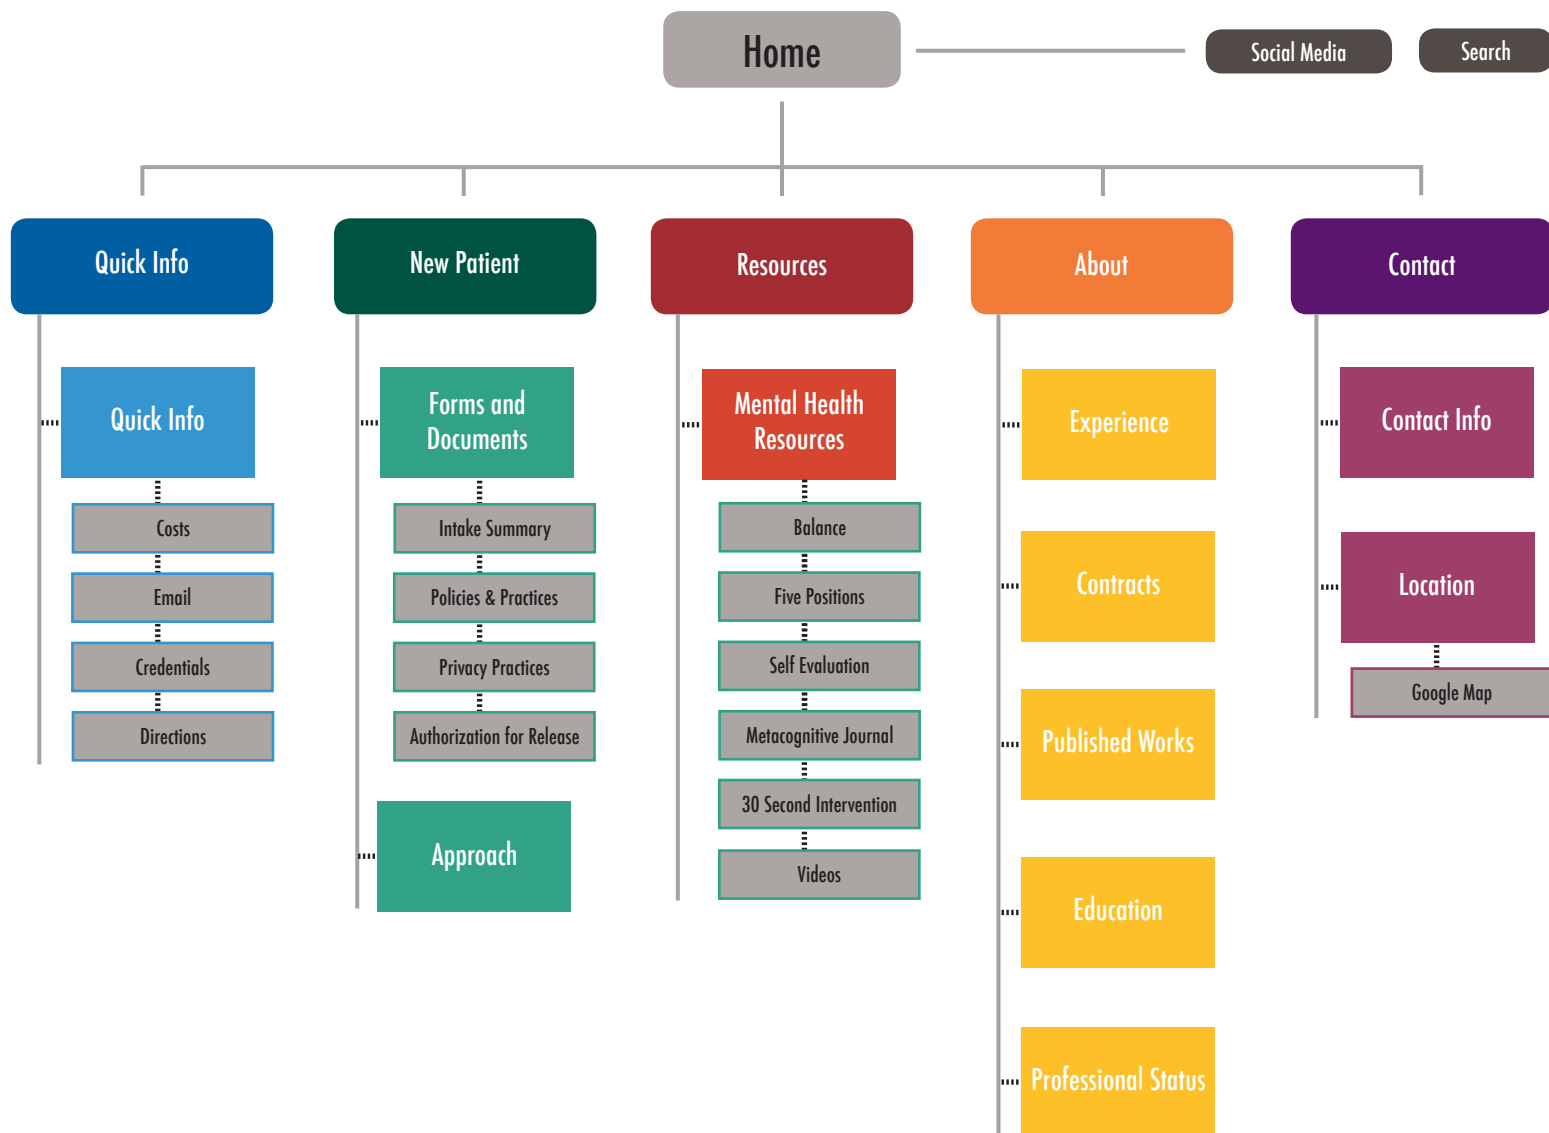 Home
Social Media
Search
Quick Info
New Patient
Resources
About
Contact
Quick Info
Costs
Email
Credentials
Directions
Forms and
Documents
Intake Summary
Policies & Practices
Privacy Practices
Authorization for Release
Approach
Mental Health
Resources
Balance
Five Positions
Self Evaluation
Metacognitive Journal
30 Second Intervention
Videos
Experience
Contracts
Published Works
Education
Professional Status
Contact Info
Location
Google Map